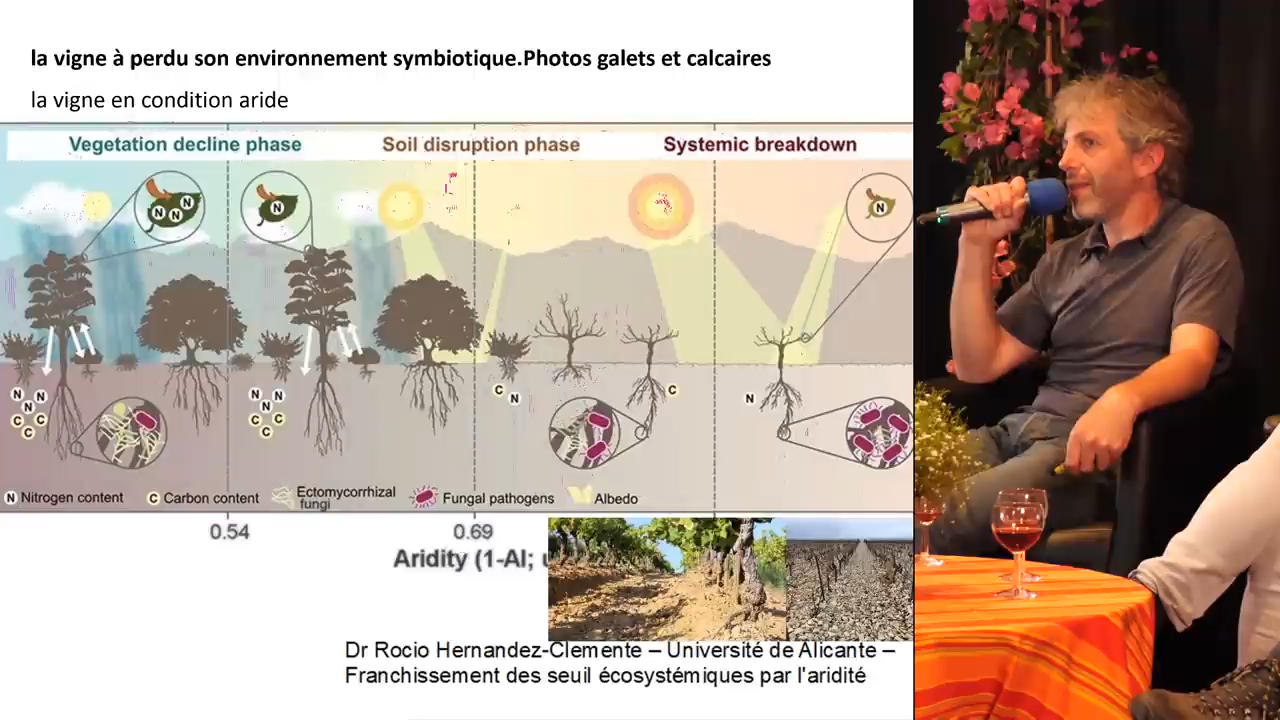 la vigne à perdu son environnement symbiotique.Photos galets et calcaires
la vigne en condition aride
Vegetation decline phase
Soil disruption phase
Systemic breakdown
N N N
N
N
N N
N
C C
C
N N
N
C C
C
C
N
C
N
N Nitrogen content
C Carbon content
Ectomycorrhizal
fungi
Fungal pathogens
Albedo
0.54
0.69
Aridity (1-AI;
Dr Rocio Hernandez-Clemente – Université de Alicante –
Franchissement des seuil écosystémiques par l'aridité